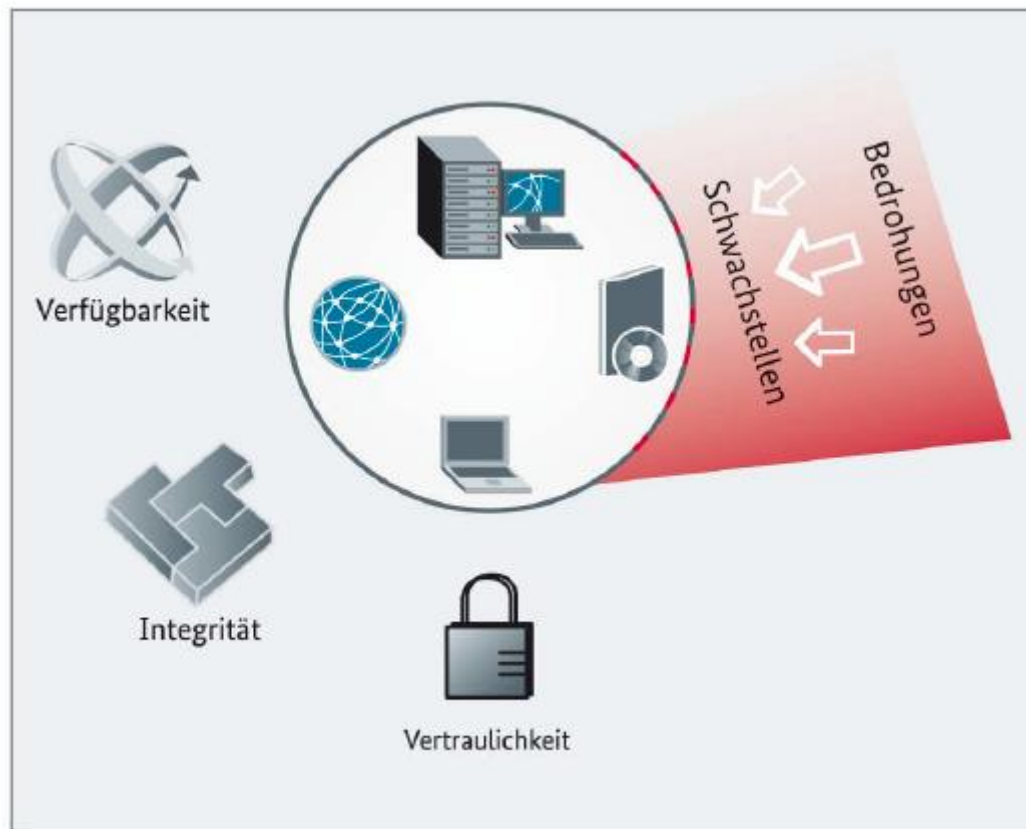 Verfügbarkeit
Integrität
Vertraulichkeit
Schwachstellen
Bedrohungen